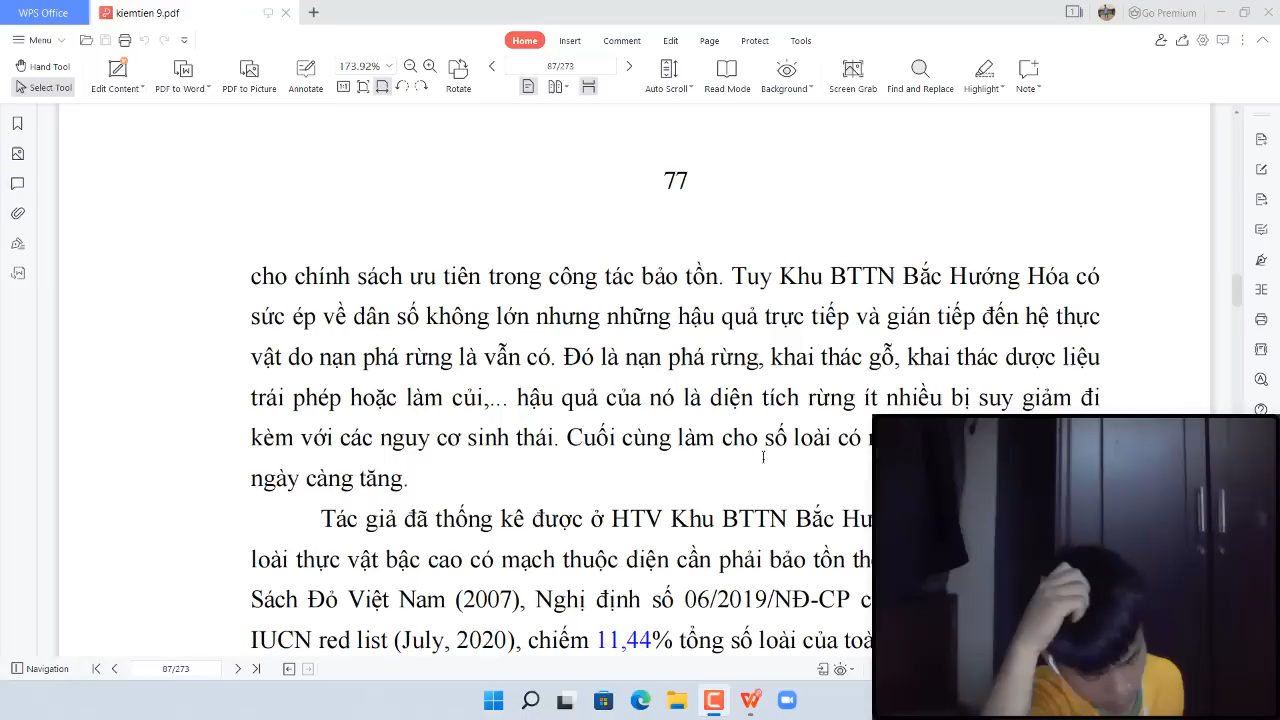 WPS Office
kiemtien 9.pdf
Go Premium
Menu
Home
Insert
Comment
Edit
Page
Protect
Tools
Hand Tool
Select Tool
Edit Content
PDF to Word
PDF to Picture
Annotate
173.92%
Rotate
87/273
Auto Scroll
Read Mode
Background
Screen Grab
Find and Replace
Highlight
Note
77
cho chính sách ưu tiên trong công tác bảo tồn. Tuy Khu BTTN Bắc Hướng Hóa có
sức ép về dân số không lớn nhưng những hậu quả trực tiếp và gián tiếp đến hệ thực
vật do nạn phá rừng là vẫn có. Đó là nạn phá rừng, khai thác gỗ, khai thác dược liệu
trái phép hoặc làm củi,... hậu quả của nó là diện tích rừng ít nhiều bị suy giảm đi
kèm với các nguy cơ sinh thái. Cuối cùng làm cho số loài có
ngày càng tăng.
Tác giả đã thống kê được ở HTV Khu BTTN Bắc
loài thực vật bậc cao có mạch thuộc diện cần phải bảo tồn
Sách Đỏ Việt Nam (2007), Nghị định số 06/2019/NĐ-CP
IUCN red list (July, 2020), chiếm 11,44% tổng số loài của
Navigation
87/273